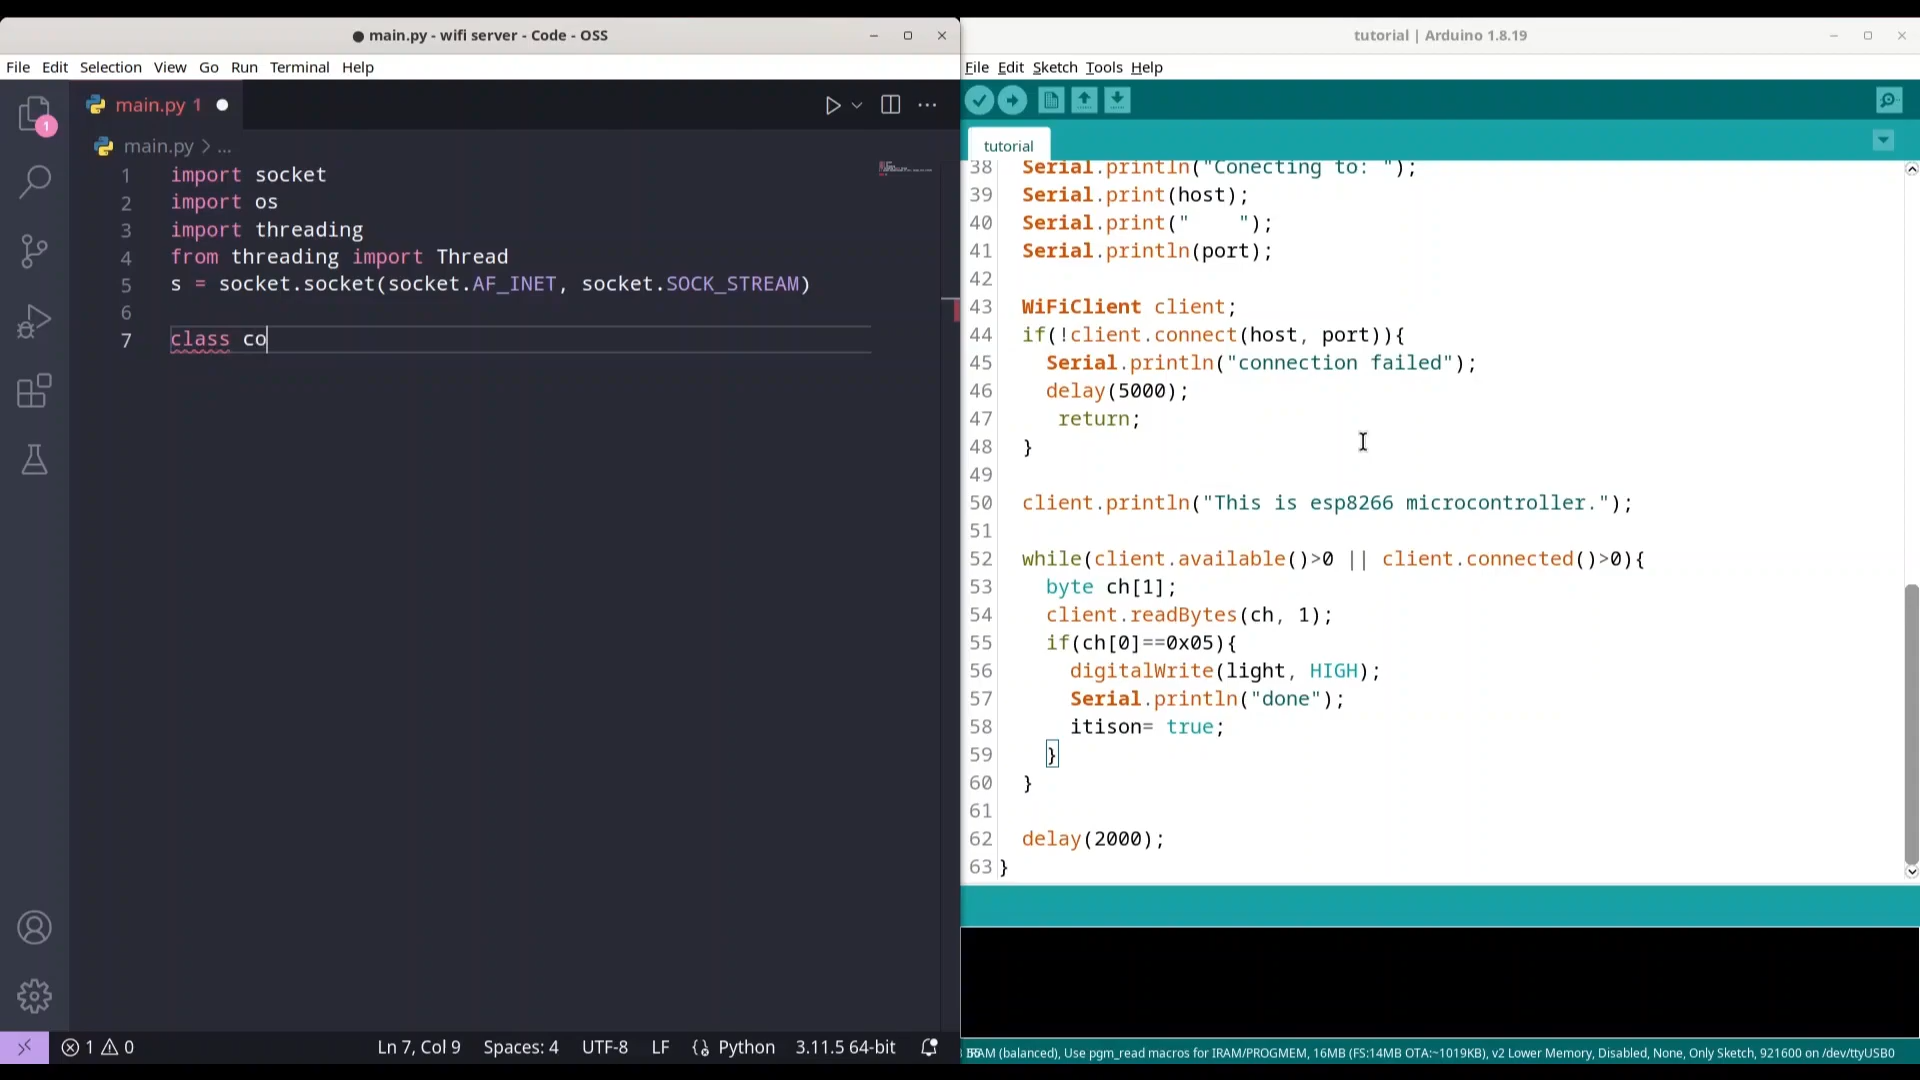 main.py - wifi server - Code - OSS
File Edit Selection View Go Run Terminal Help
main.py 1
1
main.py > ...
1 import socket
2 import os
3 import threading
4 from threading import Thread
5 s = socket.socket(socket.AF_INET, socket.SOCK_STREAM)
6
7 class co
1 0
Ln 7, Col 9 Spaces: 4 UTF-8 LF Python 3.11.5 64-bit
tutorial | Arduino 1.8.19
File Edit Sketch Tools Help
tutorial
38 Serial.println("Conecting to: ");
39 Serial.print(host);
40 Serial.print("    ");
41 Serial.println(port);
42
43 WiFiClient client;
44 if(!client.connect(host, port)){
45 Serial.println("connection failed");
46 delay(5000);
47 return;
48 }
49
50 client.println("This is esp8266 microcontroller.");
51
52 while(client.available()>0 || client.connected()>0){
53 byte ch[1];
54 client.readBytes(ch, 1);
55 if(ch[0]==0x05){
56 digitalWrite(light, HIGH);
57 Serial.println("done");
58 itison= true;
59 }
60 }
61
62 delay(2000);
63 }
(balanced), Use pgm_read macros for IRAM/PROGMEM, 16MB (FS:14MB OTA:~1019KB), v2 Lower Memory, Disabled, None, Only Sketch, 921600 on /dev/ttyUSB0